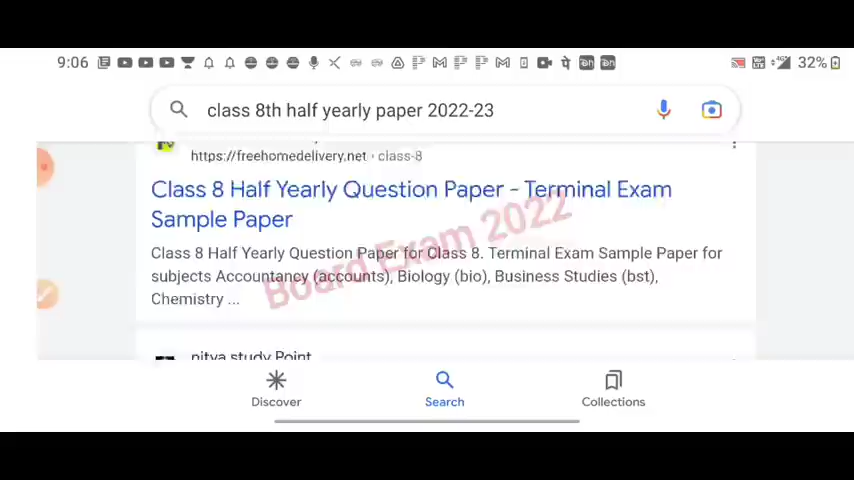 9:06
32%
class 8th half yearly paper 2022-23
https://freehomedelivery.net › class-8
Class 8 Half Yearly Question Paper - Terminal Exam
Sample Paper
Class 8 Half Yearly Question Paper for Class 8. Terminal Exam Sample Paper for
subjects Accountancy (accounts), Biology (bio), Business Studies (bst),
Chemistry ...
Board Exam 2022
nitya study Point
Discover
Search
Collections